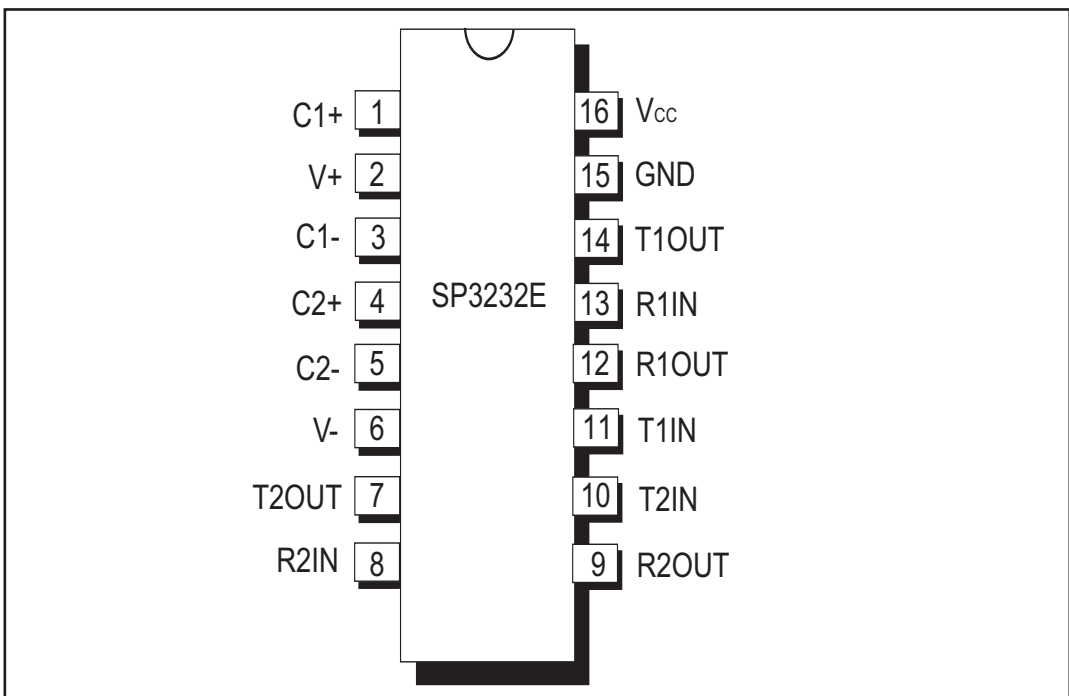 C1+ 1 16 Vcc
V+ 2 15 GND
C1- 3 14 T1OUT
C2+ 4 SP3232E 13 R1IN
C2- 5 12 R1OUT
V- 6 11 T1IN
T2OUT 7 10 T2IN
R2IN 8 9 R2OUT